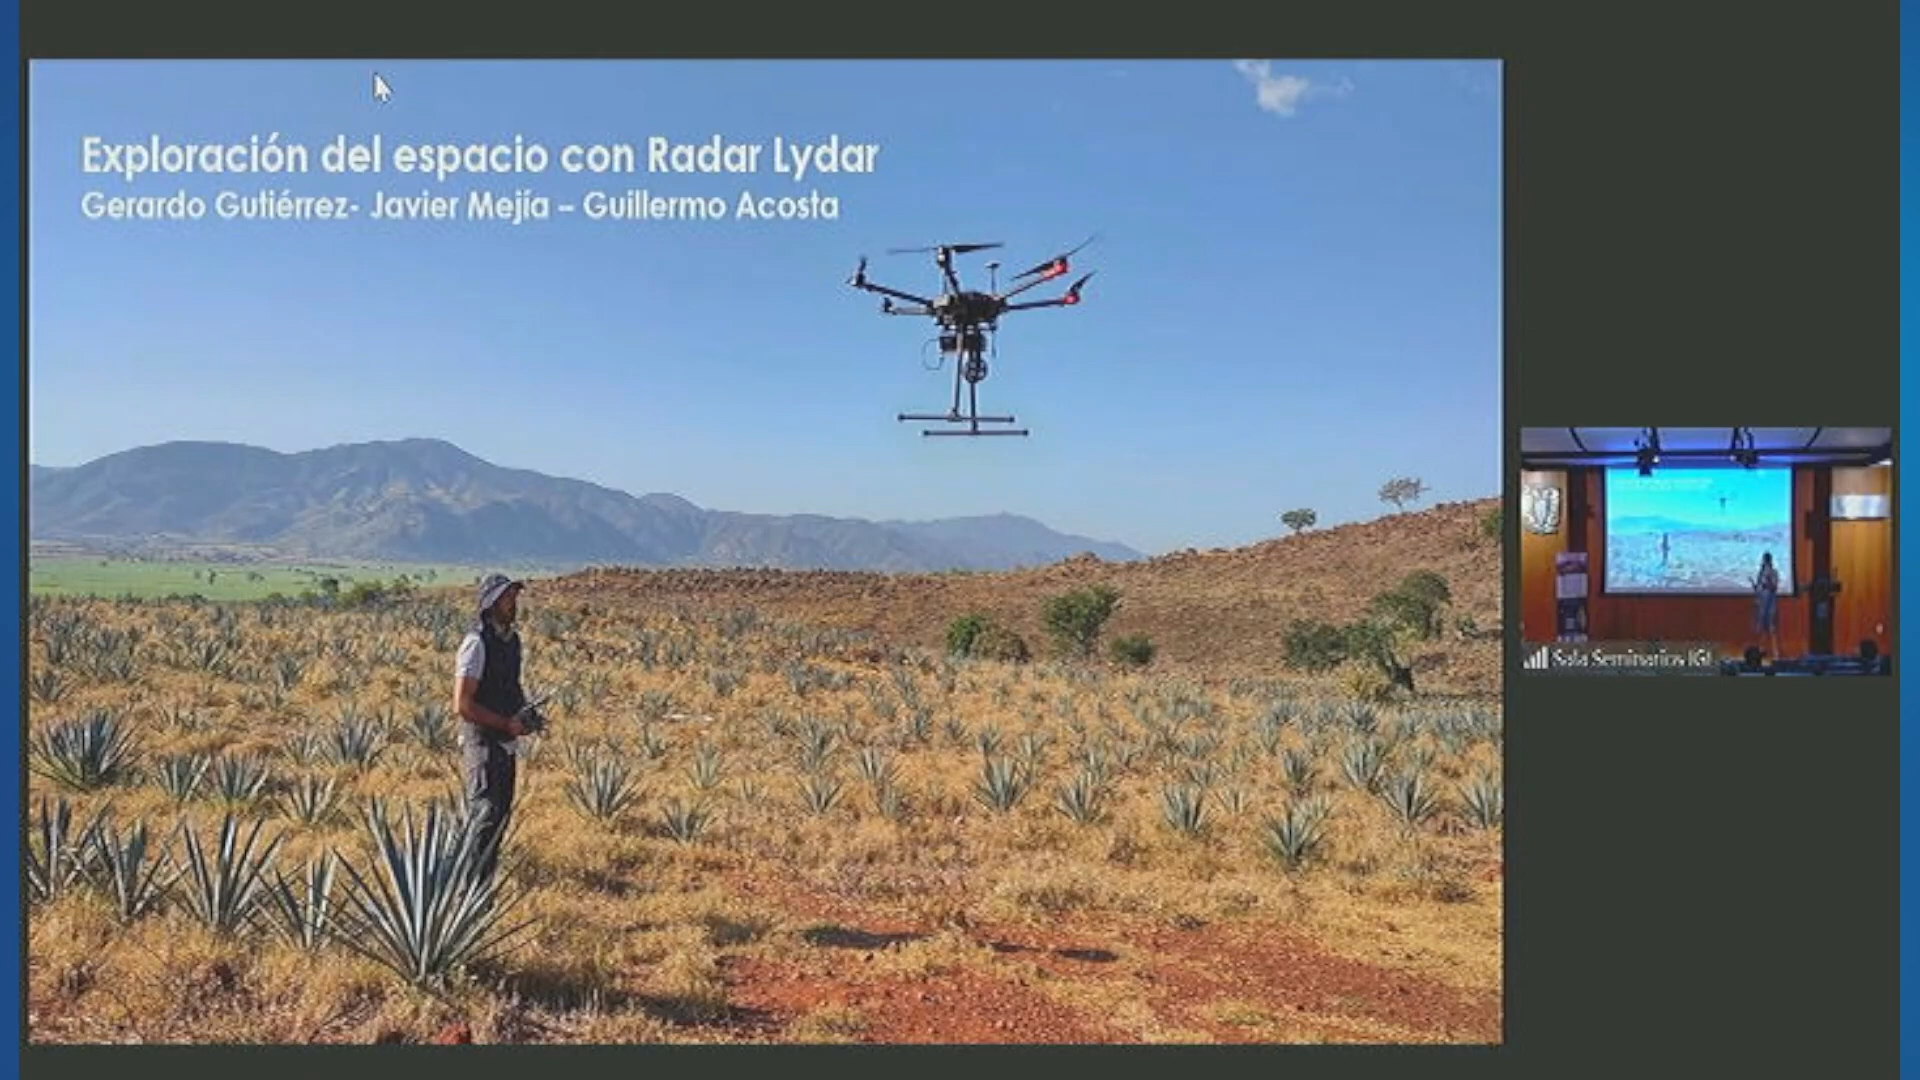 Exploración del espacio con Radar Lydar
Gerardo Gutiérrez- Javier Mejía – Guillermo Acosta
Sala Seminarios IGI